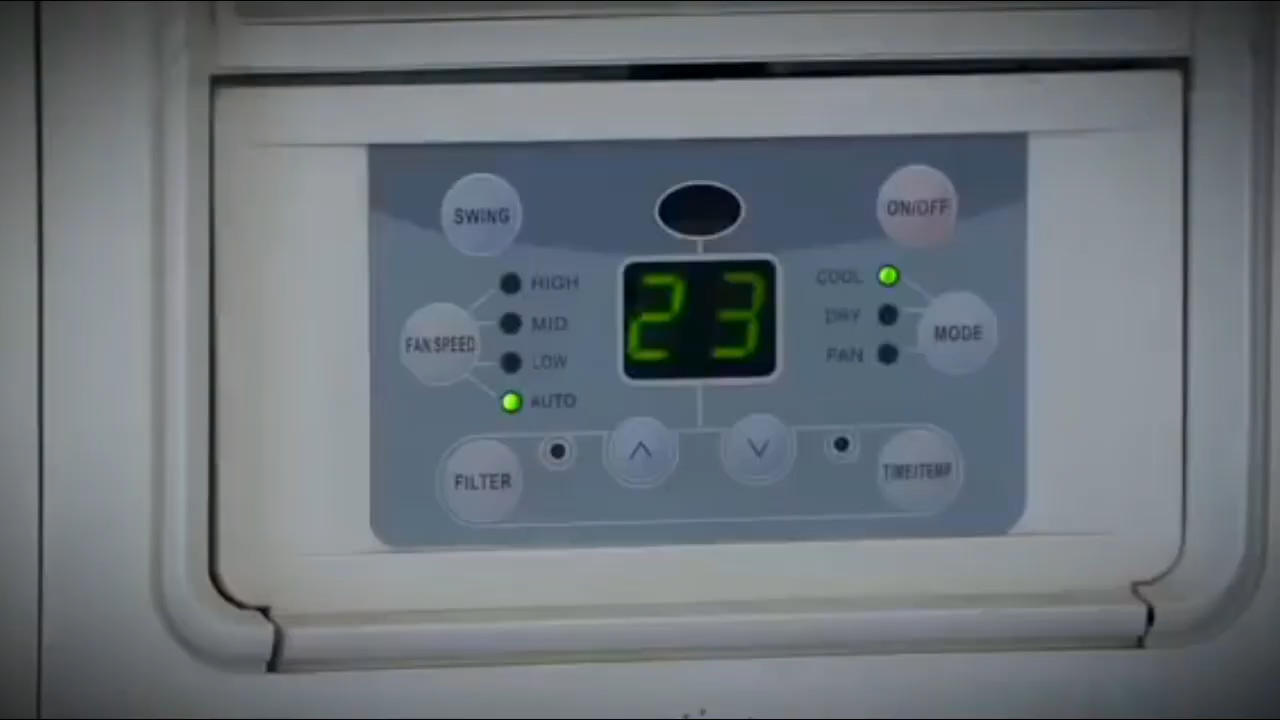 SWING
ON/OFF
HIGH
MID
FAN SPEED
LOW
AUTO
23
COOL
DRY
FAN
MODE
FILTER
TIME/TEMP